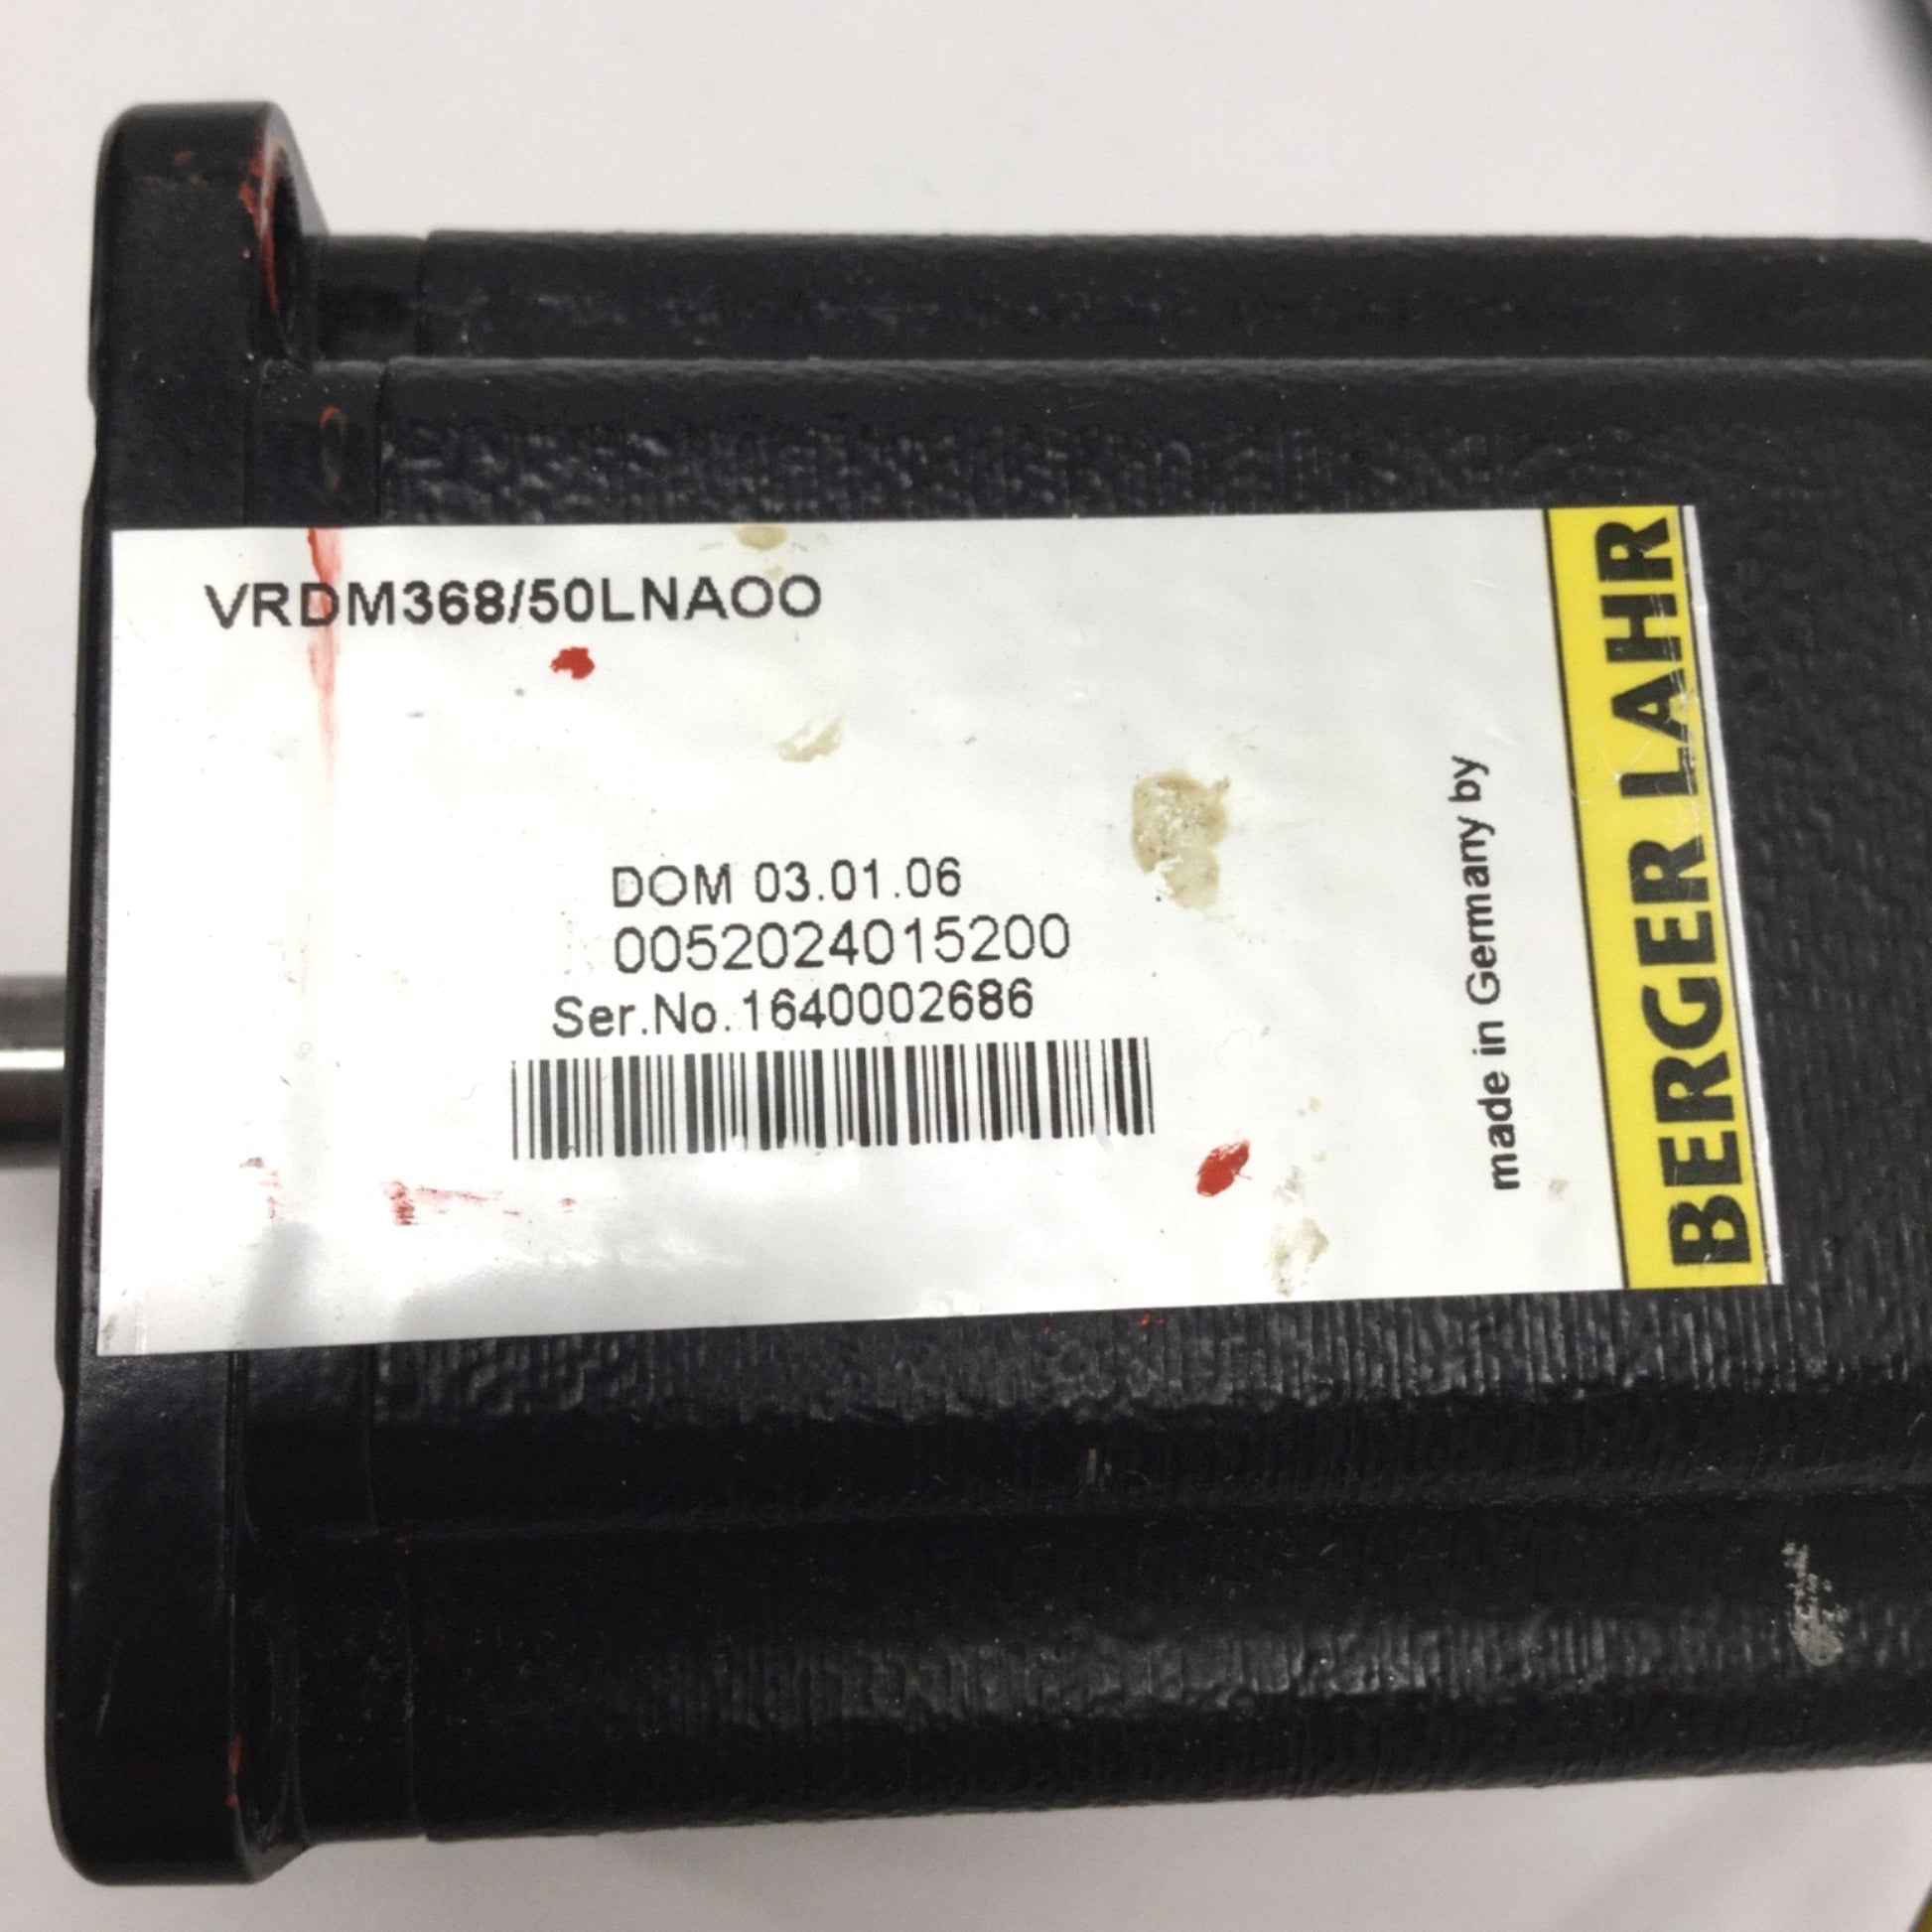 VRDM368/50LNAOO
DOM 03.01.06
0052024015200
Ser.No.1640002686
made in Germany by
BERGER LAHR